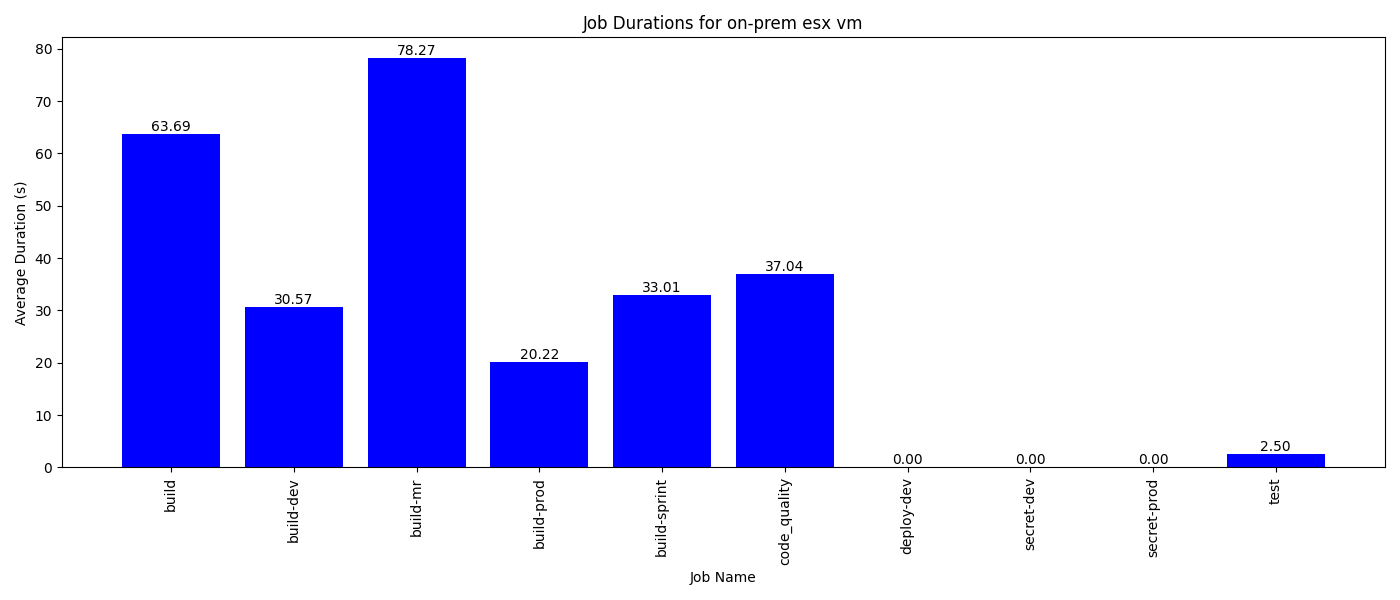 Job Durations for on-prem esx vm
Average Duration (s)
80
70
60
50
40
30
20
10
0
63.69
30.57
78.27
20.22
33.01
37.04
0.00
0.00
0.00
2.50
build
build-dev
build-mr
build-prod
build-sprint
code_quality
deploy-dev
secret-dev
secret-prod
test
Job Name